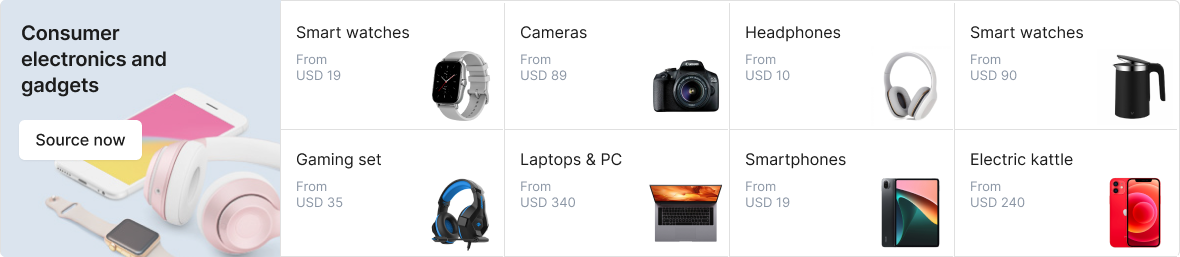 Consumer
electronics and
gadgets
Source now
Smart watches
From
USD 19
Cameras
From
USD 89
Headphones
From
USD 10
Smart watches
From
USD 90
Gaming set
From
USD 35
Laptops & PC
From
USD 340
Smartphones
From
USD 19
Electric kattle
From
USD 240
Canon